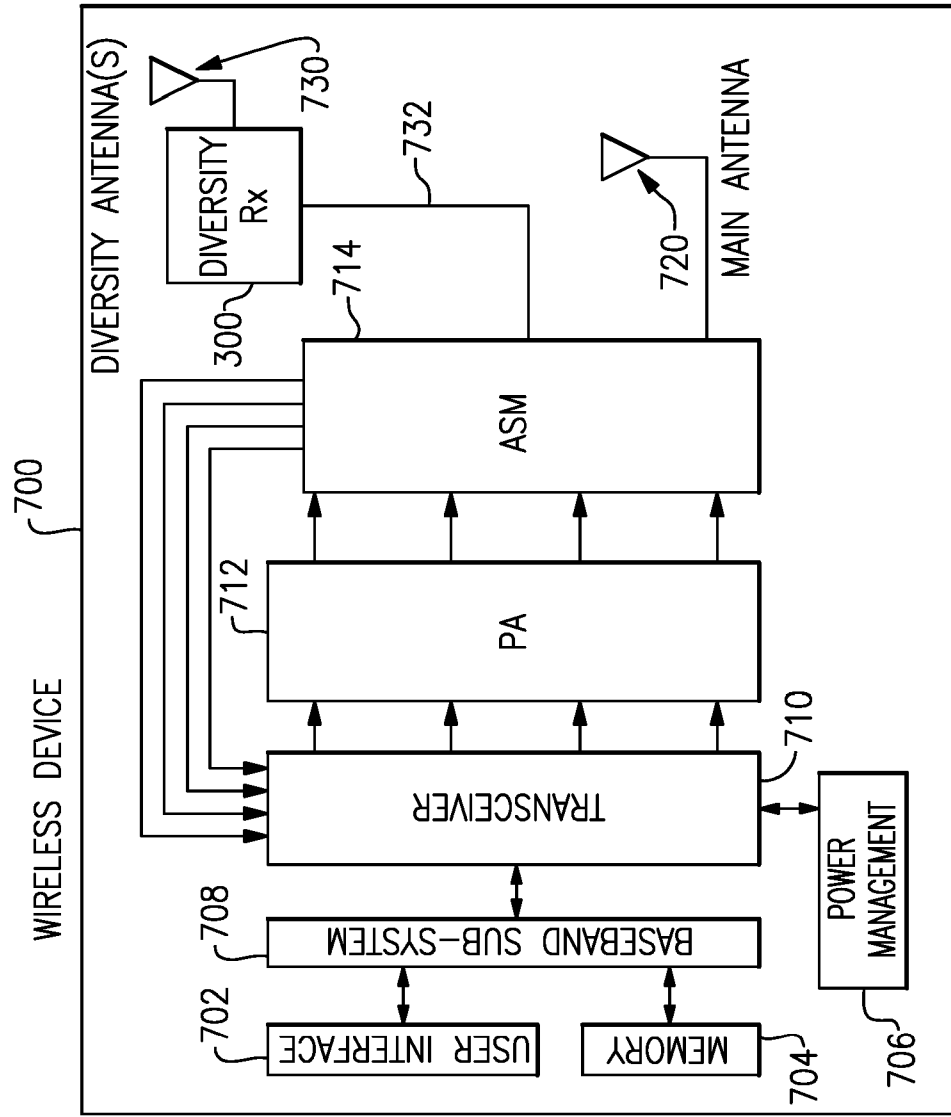 WIRELESS DEVICE
700
DIVERSITY ANTENNA(S)
730
DIVERSITY
Rx
300
732
714
ASM
720
MAIN ANTENNA
712
PA
TRANSCEIVER
710
708
BASEBAND SUB-SYSTEM
POWER
MANAGEMENT
706
702
USER INTERFACE
MEMORY
704